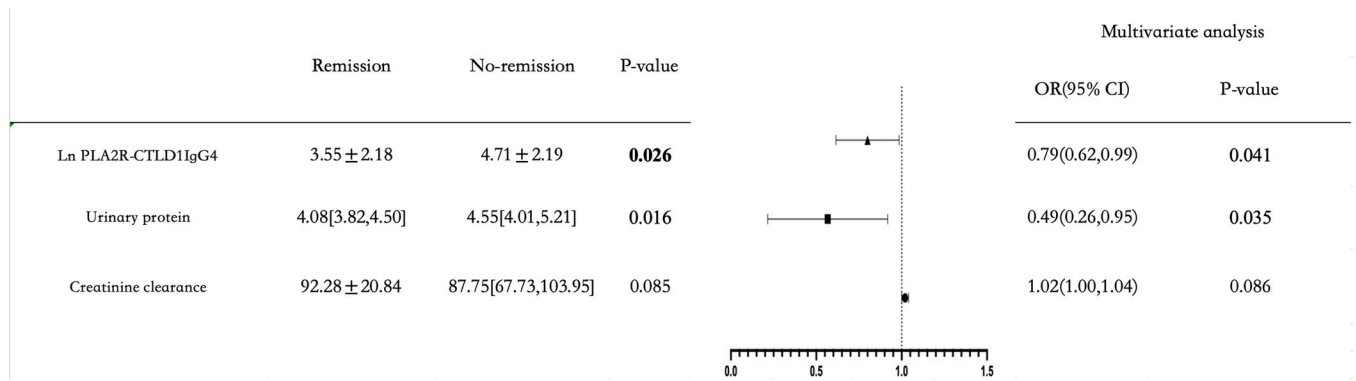 Multivariate analysis
Remission No-remission P-value
OR(95% CI) P-value
Ln PLA2R-CTLD1IgG4 3.55±2.18 4.71±2.19 0.026 0.79(0.62,0.99) 0.041
Urinary protein 4.08[3.82,4.50] 4.55[4.01,5.21] 0.016 0.49(0.26,0.95) 0.035
Creatinine clearance 92.28±20.84 87.75[67.73,103.95] 0.085 1.02(1.00,1.04) 0.086
0.0 0.5 1.0 1.5